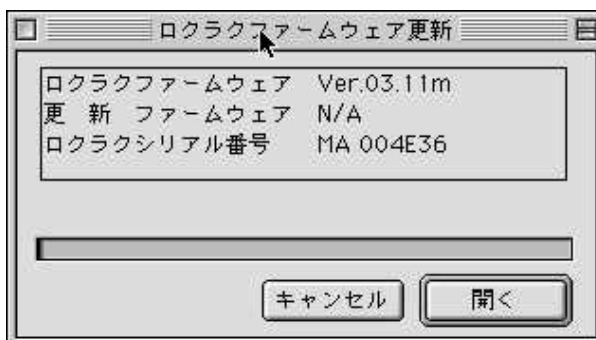 ロクラクファームウェア更新
ロクラクファームウェア Ver.03.11m
更 新 ファームウェア N/A
ロクラクシリアル番号 MA 004E36
キャンセル
開く